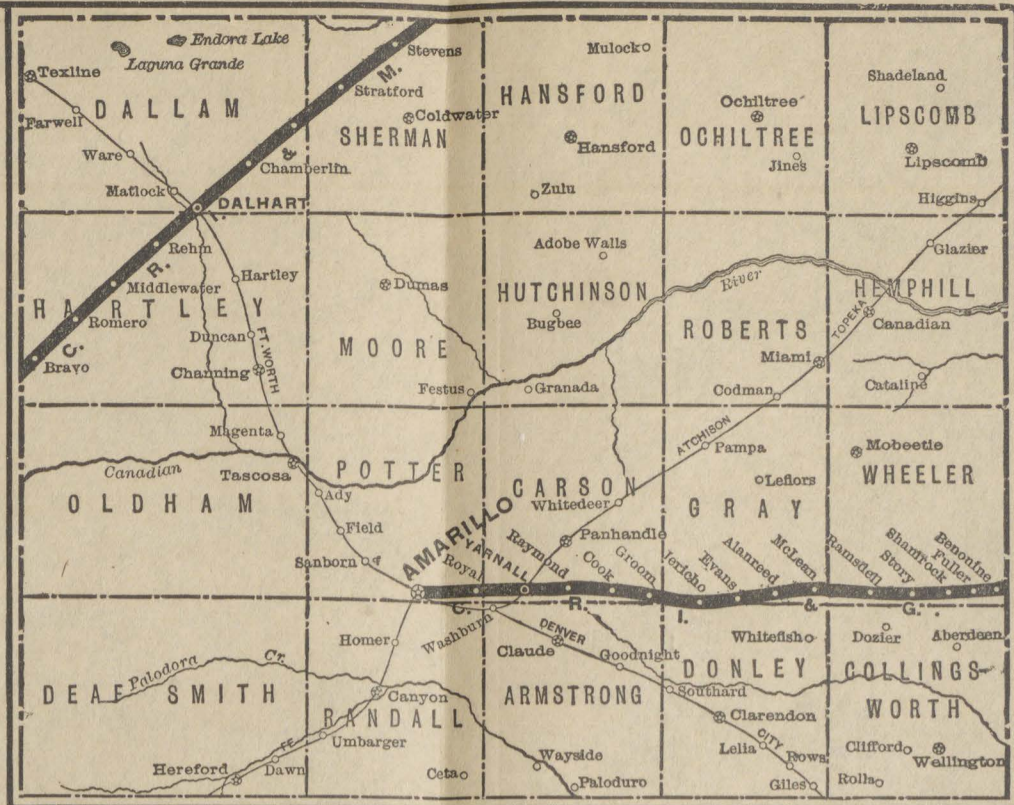 Endora Lake
Laguna Grande
Texline
DALLAM
Farwell
Ware
Matlock
DALHART
Stevens
M.
Stratford
Coldwater
SHERMAN
&
Chamberlin
I.
HANSFORD
Mulock
Hansford
Zulu
Ochiltree
OCHILTREE
Jines
Shadeland
LIPSCOMB
Lipscomb
Higgins
Rehm
R.
Middlewater
Hartley
HARTLEY
Romero
C.
Bravo
Duncan
FT. WORTH
Channing
Magenta
Dumas
MOORE
Festus
Adobe Walls
HUTCHINSON
Bugbee
Granada
River
ROBERTS
Miami
Codman
TOPEKA
Glazier
HEMPHILL
Canadian
Cataline
Canadian
Tascosa
OLDHAM
Ady
Field
Sanborn
POTTER
AMARILLO
CARSON
Whitedeer
Panhandle
ATCHISON
Pampa
Leflors
GRAY
Mobeetie
WHEELER
Royal
YARNALL
Raymond
Cook
Groom
Jericho
Evans
Alanreed
McLean
Ramsdell
Story
Shamrock
Fuller
Benonine
C. R. I. & G.
Homer
Washburn
DENVER
Claude
Goodnight
Whitefish
Dozier
Aberdeen
Palodora Cr.
DEAF SMITH
Canyon
RANDALL
FE
Umbarger
Dawn
Hereford
Ceta
ARMSTRONG
Wayside
Paloduro
DONLEY
Southard
Clarendon
CITY
Lelia
Rows
Giles
COLLINGS-
WORTH
Clifford
Wellington
Rolla